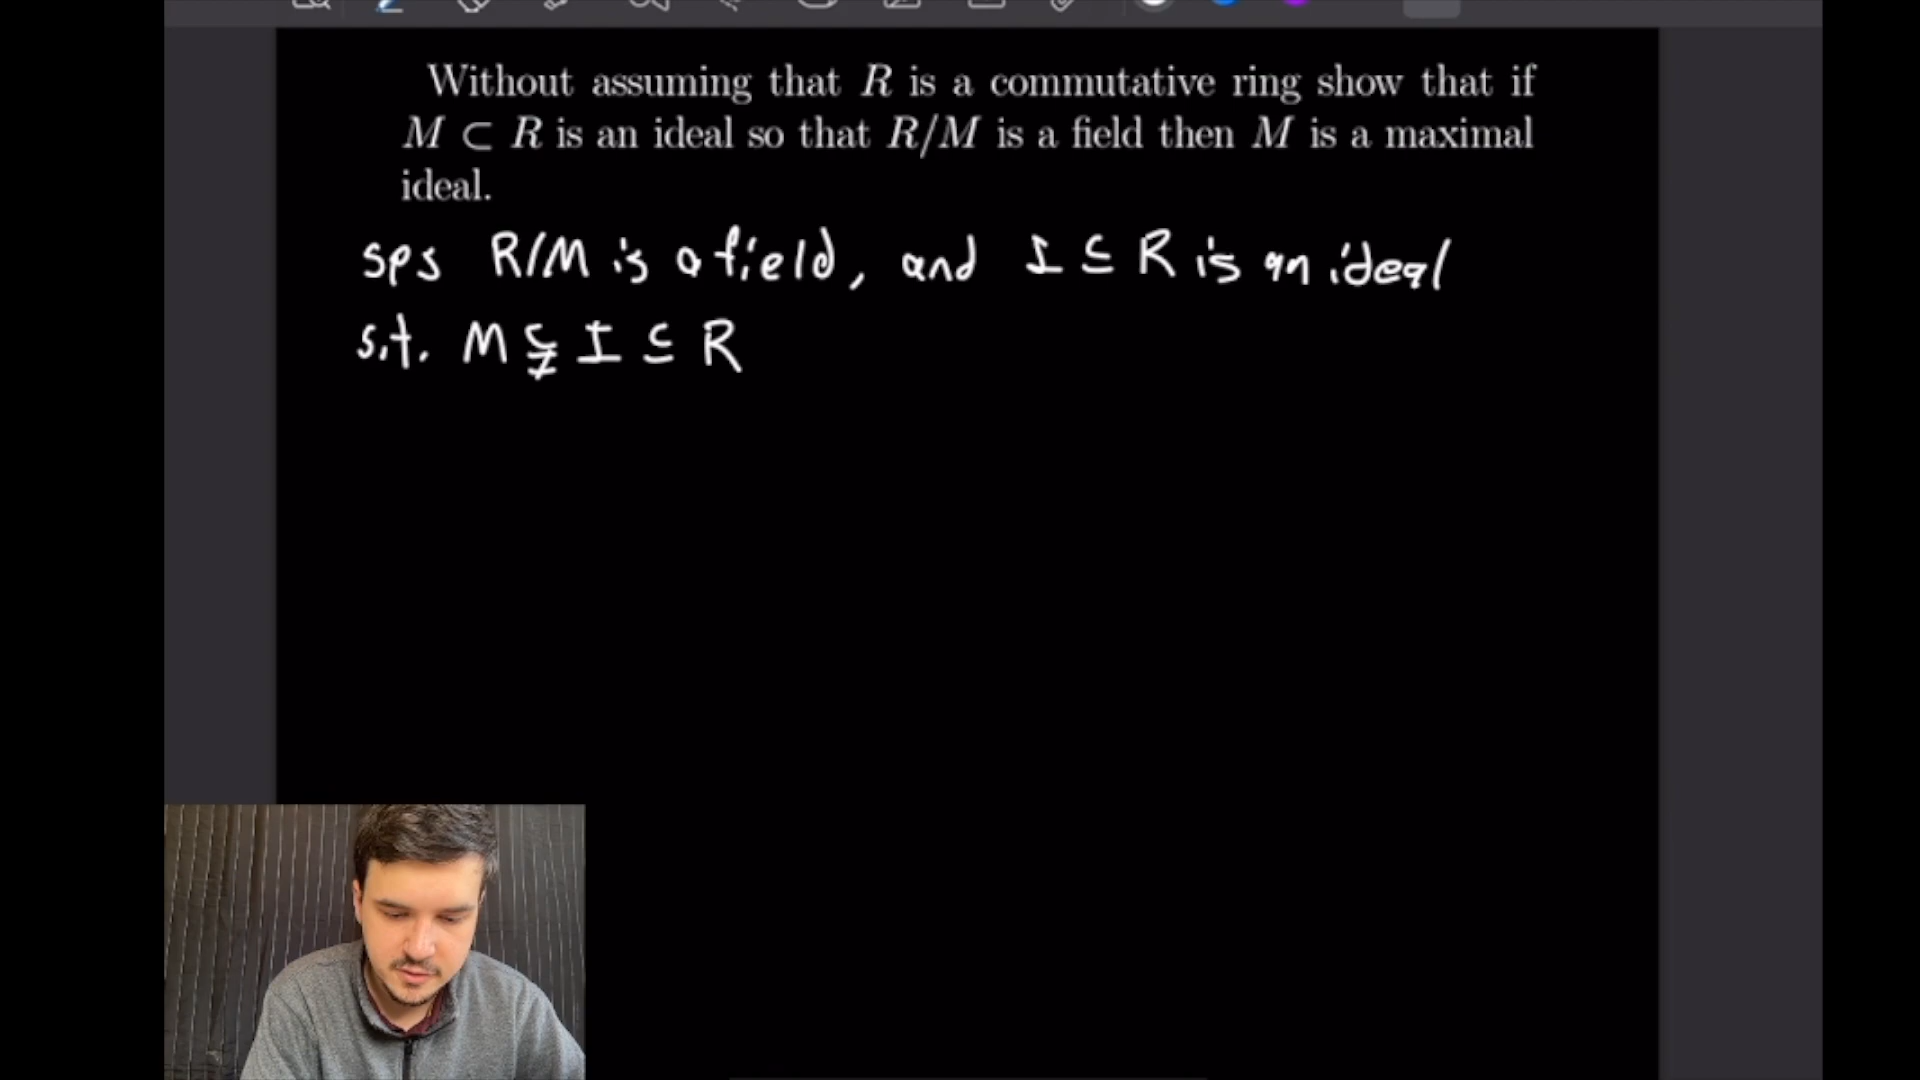 Without assuming that R is a commutative ring show that if
M ⊂ R is an ideal so that R/M is a field then M is a maximal
ideal.
sps R/M is a field, and I ⊆ R is an ideal
s.t. M ⊊ I ⊆ R